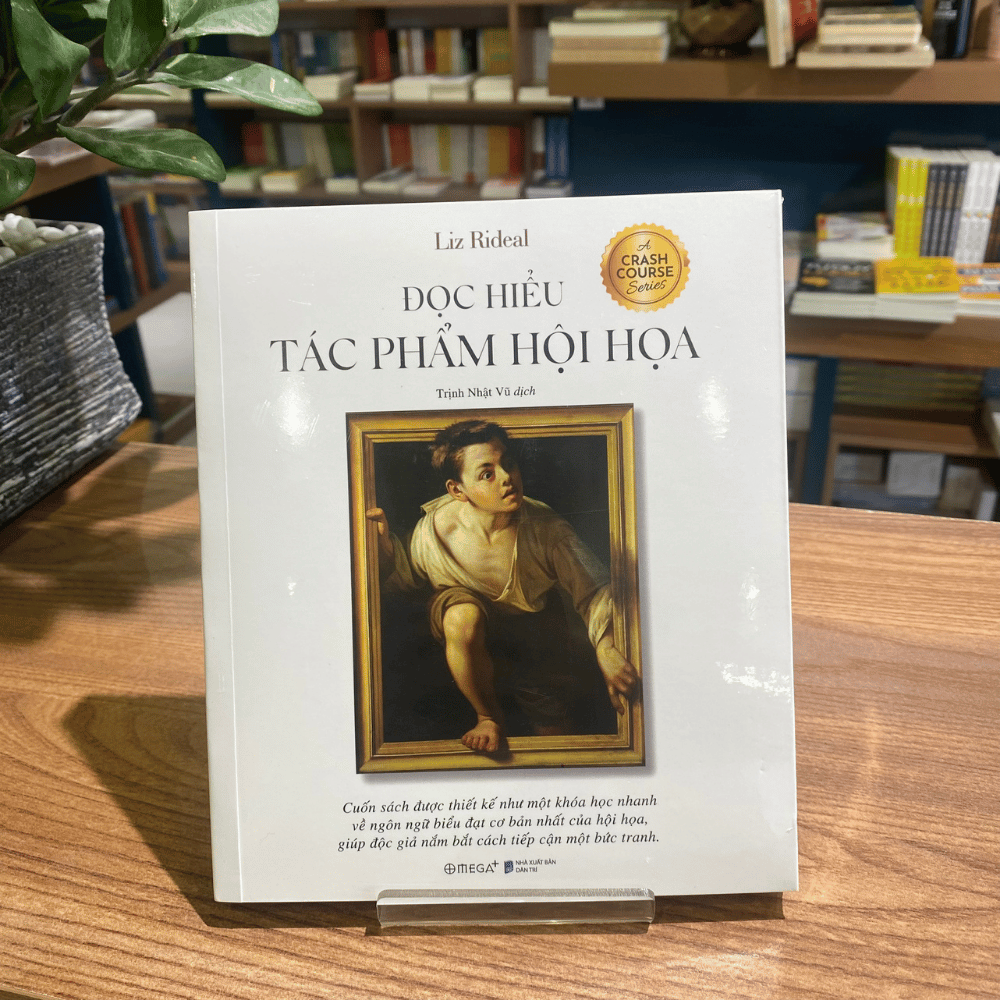 Liz Rideal
A
CRASH
COURSE
Series
ĐỌC HIỂU
TÁC PHẨM HỘI HỌA
Trịnh Nhật Vũ dịch
Cuốn sách được thiết kế như một khóa học nhanh
về ngôn ngữ biểu đạt cơ bản nhất của hội họa,
giúp độc giả nắm bắt cách tiếp cận một bức tranh.
OMEGA+
NHÀ XUẤT BẢN
DÂN TRÍ